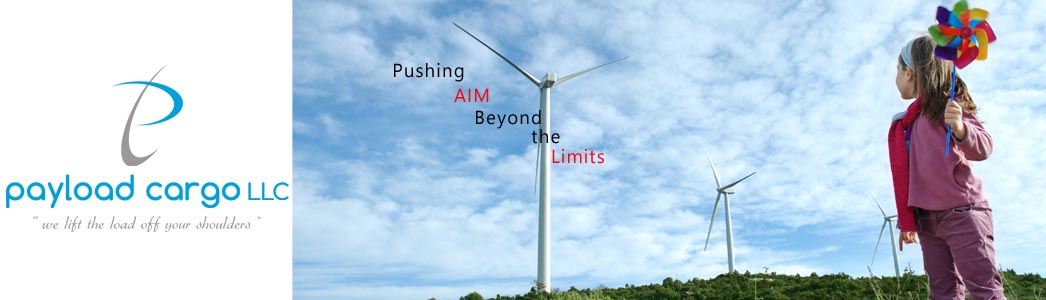 payload cargo LLC
" we lift the load off your shoulders "
Pushing
AIM
Beyond
the
Limits